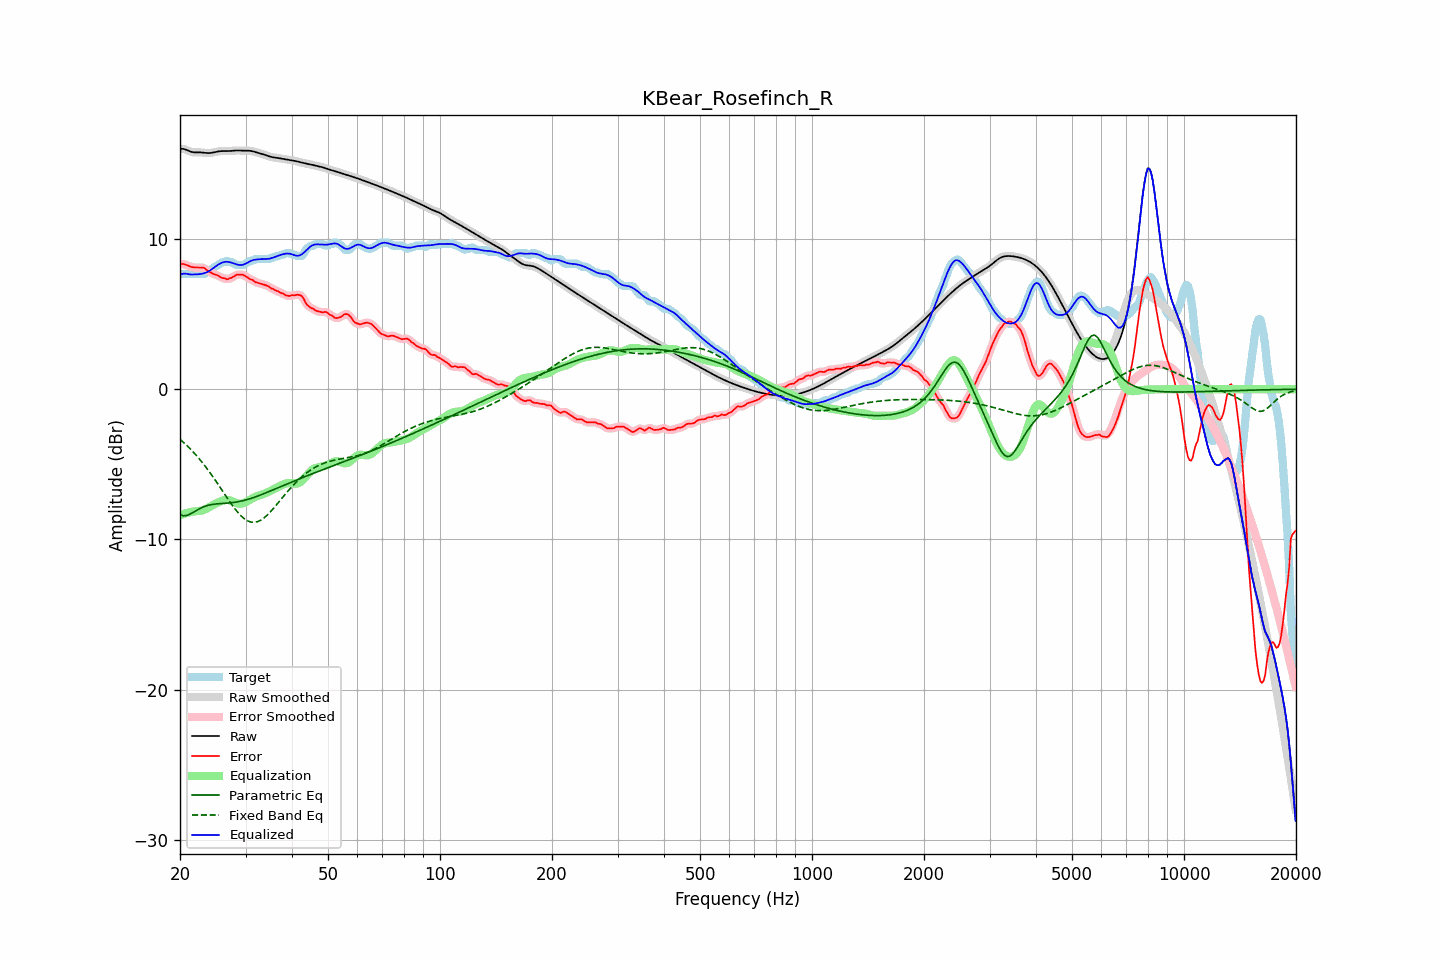 KBear_Rosefinch_R
Amplitude (dBr)
10
0
−10
−20
−30
Target
Raw Smoothed
Error Smoothed
Raw
Error
Equalization
Parametric Eq
Fixed Band Eq
Equalized
20 50 100 200 500 1000 2000 5000 10000 20000
Frequency (Hz)